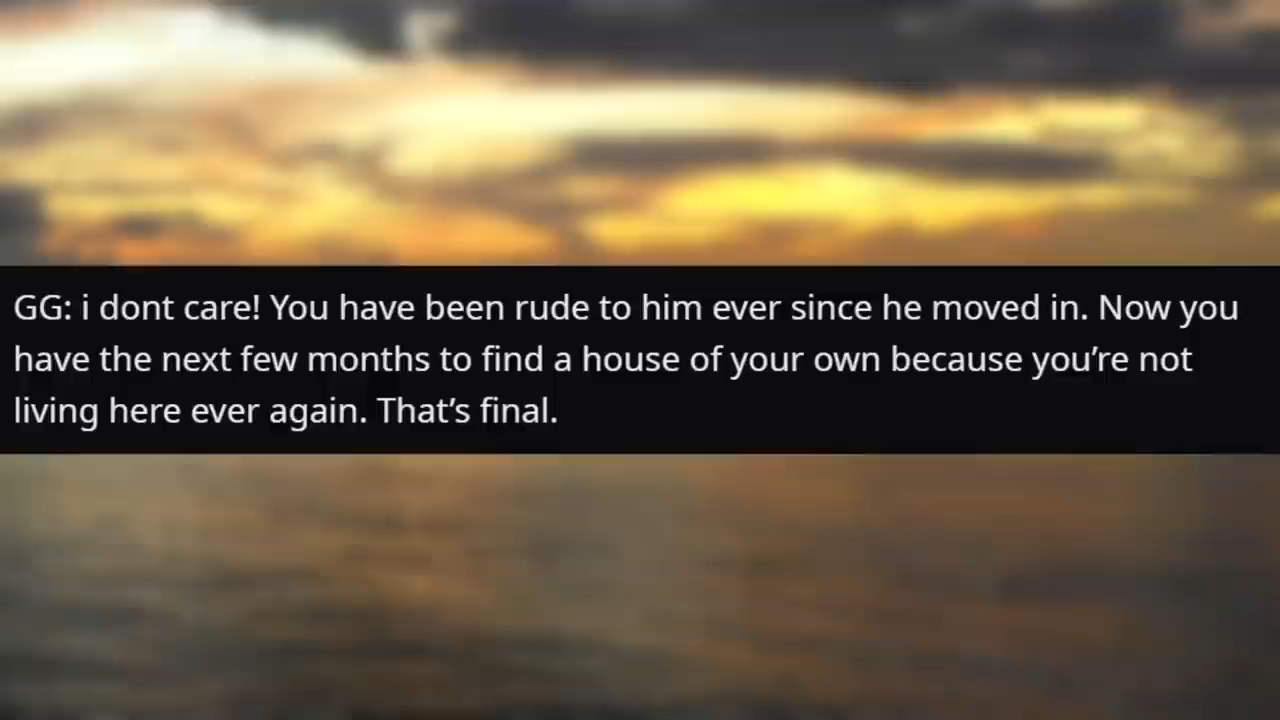 GG: i dont care! You have been rude to him ever since he moved in. Now you
have the next few months to find a house of your own because you’re not
living here ever again. That’s final.